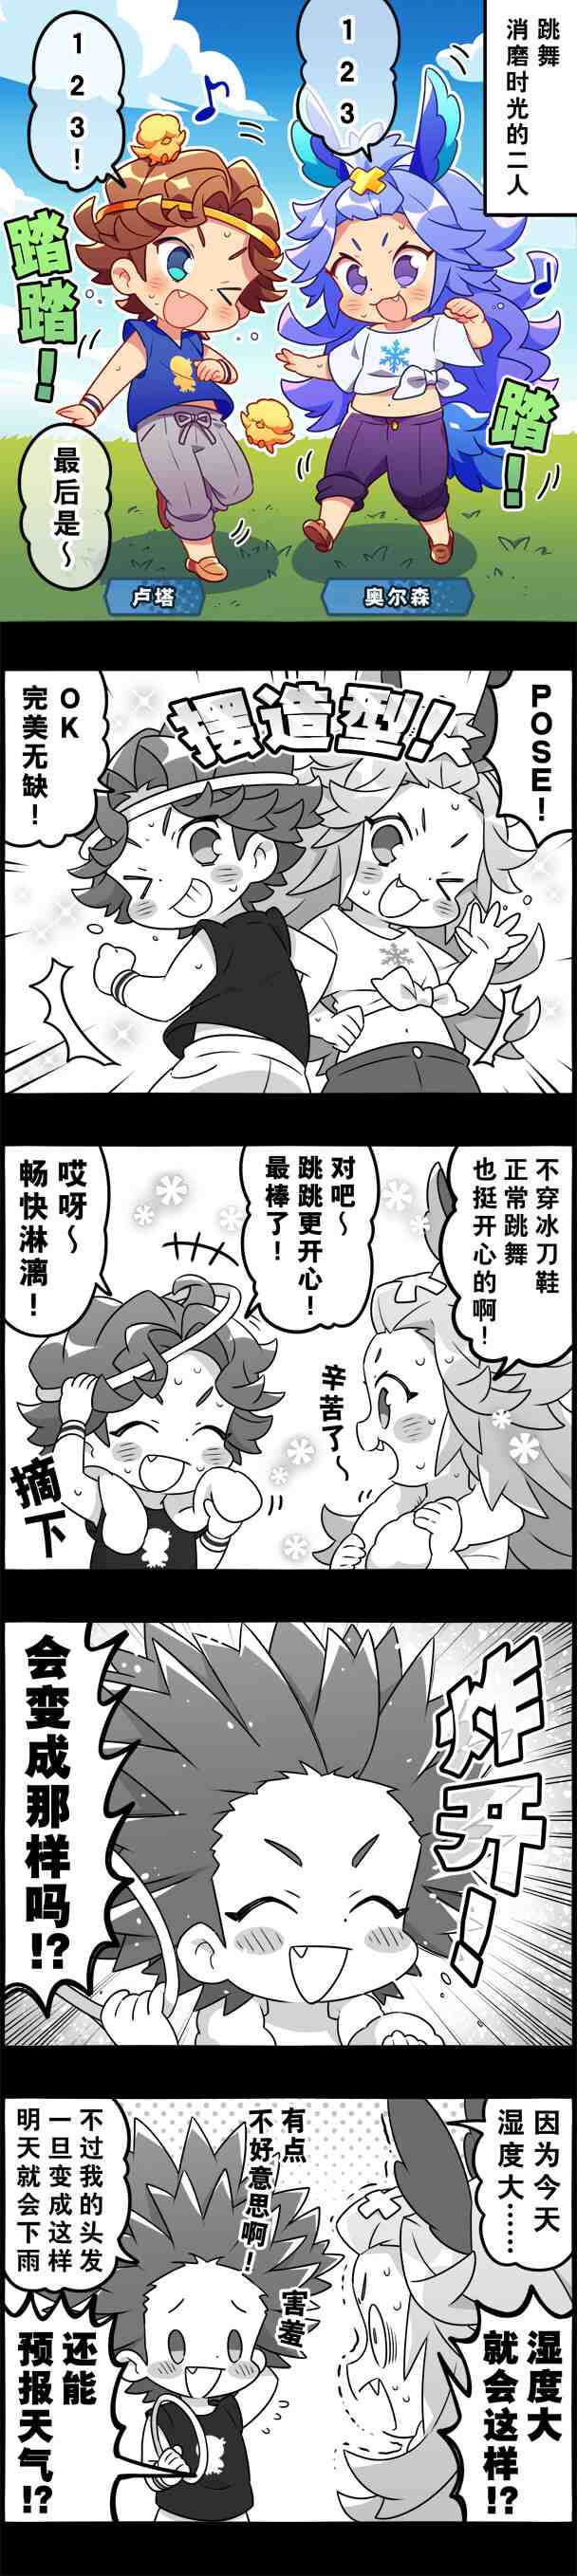 跳舞
消磨时光的二人
1 2 3
1 2 3！
踏踏！
踏！
最后是～
卢塔
奥尔森
POSE！
摆造型！
OK
完美无缺！
不穿冰刀鞋
正常跳舞
也挺开心的啊！
对吧～
跳跳更开心！
最棒了！
哎呀～
畅快淋漓！
辛苦了～
摘下
炸开！
会变成那样吗！？
因为今天
湿度大……
湿度大
就会这样！？
有点
不好意思啊！
害羞
不过我的头发
一旦变成这样
明天就会下雨
还能
预报天气！？